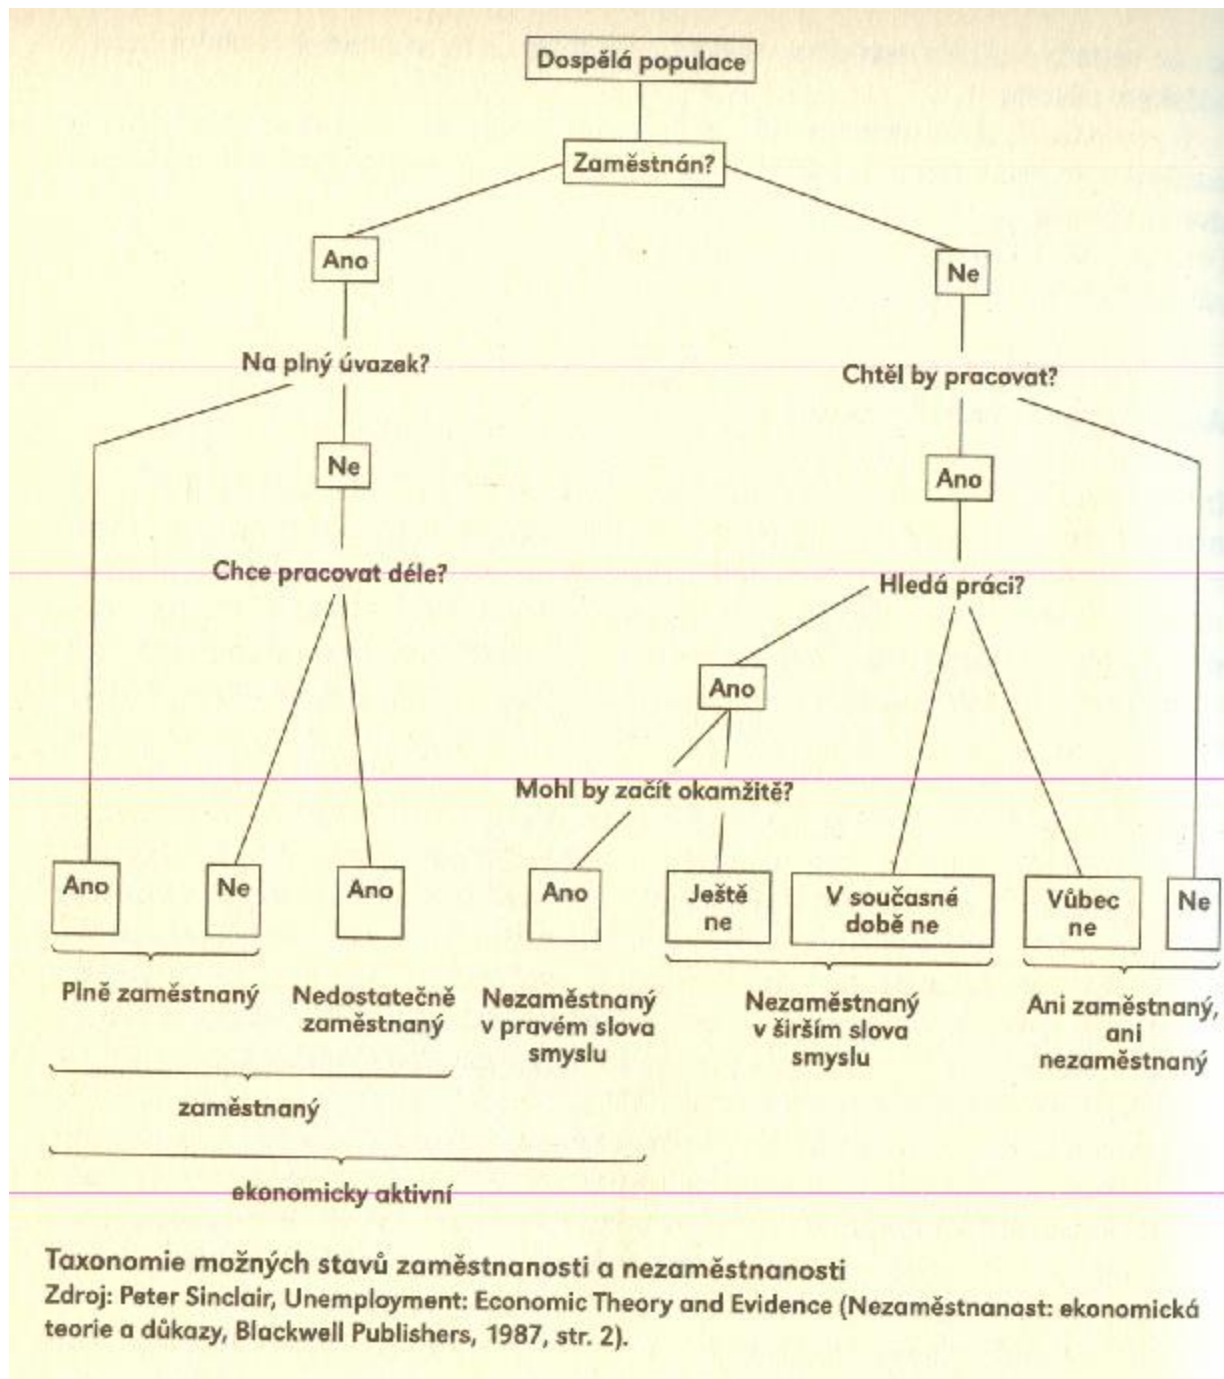 Dospělá populace
Zaměstnán?
Ano
Ne
Na plný úvazek?
Chtěl by pracovat?
Ne
Ano
Chce pracovat déle?
Hledá práci?
Ano
Mohl by začít okamžitě?
Ano
Ne
Ano
Ano
Ještě
ne
V současné
době ne
Vůbec
ne
Ne
Plně zaměstnaný
Nedostatečně
zaměstnaný
Nezaměstnaný
v pravém slova
smyslu
Nezaměstnaný
v širším slova
smyslu
Ani zaměstnaný,
ani
nezaměstnaný
zaměstnaný
ekonomicky aktivní
Taxonomie možných stavů zaměstnanosti a nezaměstnanosti
Zdroj: Peter Sinclair, Unemployment: Economic Theory and Evidence (Nezaměstnanost: ekonomická
teorie a důkazy, Blackwell Publishers, 1987, str. 2).